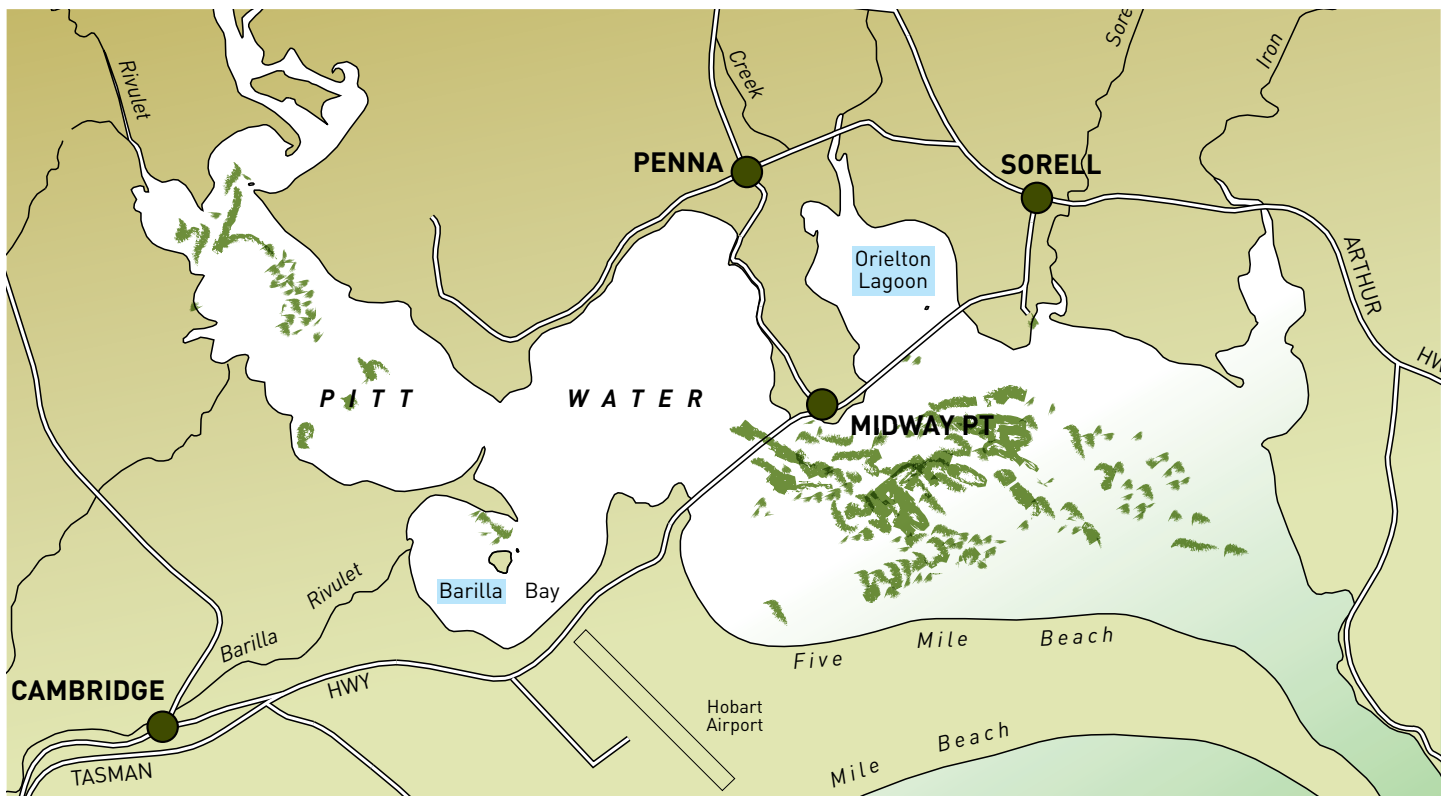 Rivulet
Creek
Sore
Iron
PENNA
SORELL
Orielton
Lagoon
ARTHUR
HW
PITT WATER
MIDWAY PT
Rivulet
Barilla Bay
Barilla
Five Mile Beach
CAMBRIDGE
HWY
Hobart
Airport
TASMAN
Mile Beach